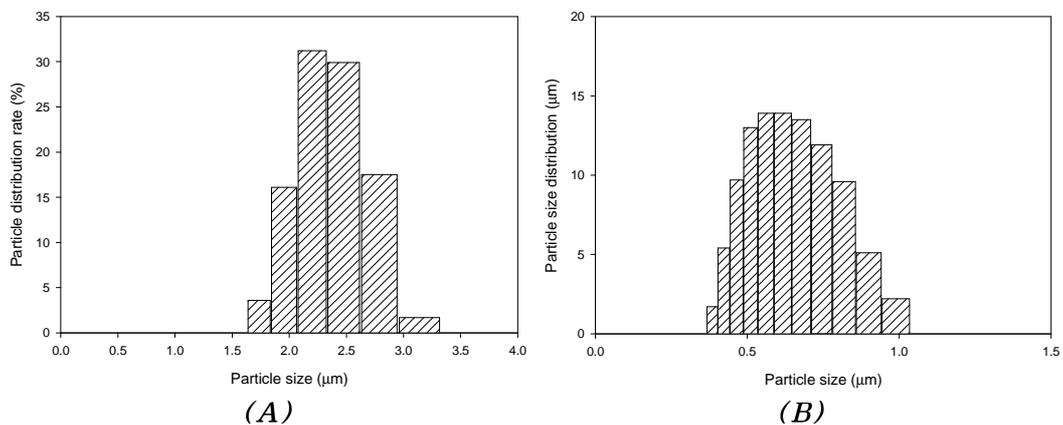 35
30
25
20
15
10
5
0
Particle distribution rate (%)
0.0 0.5 1.0 1.5 2.0 2.5 3.0 3.5 4.0
Particle size (μm)
(A)
20
15
10
5
0
Particle size distribution (μm)
0.0 0.5 1.0 1.5
Particle size (μm)
(B)